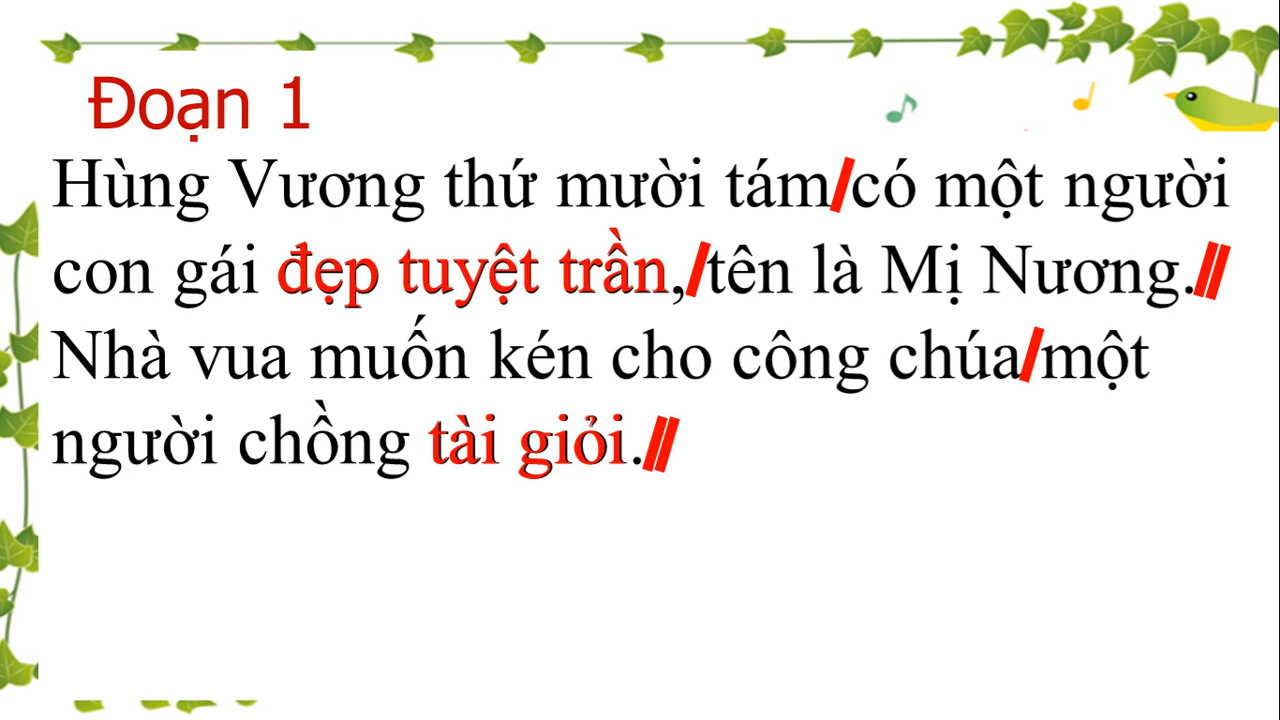 Đoạn 1
Hùng Vương thứ mười tám/có một người
con gái đẹp tuyệt trần,/tên là Mị Nương.//
Nhà vua muốn kén cho công chúa/một
người chồng tài giỏi.//